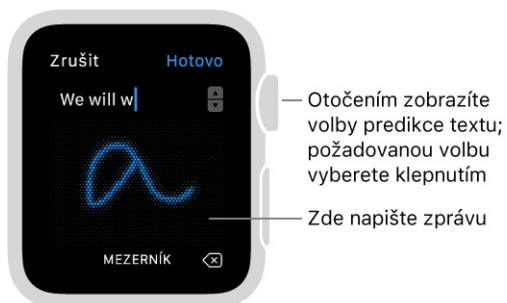 Zrušit Hotovo
We will w
a
MEZERNÍK
Otočením zobrazíte
volby predikce textu;
požadovanou volbu
vyberete klepnutím
Zde napište zprávu